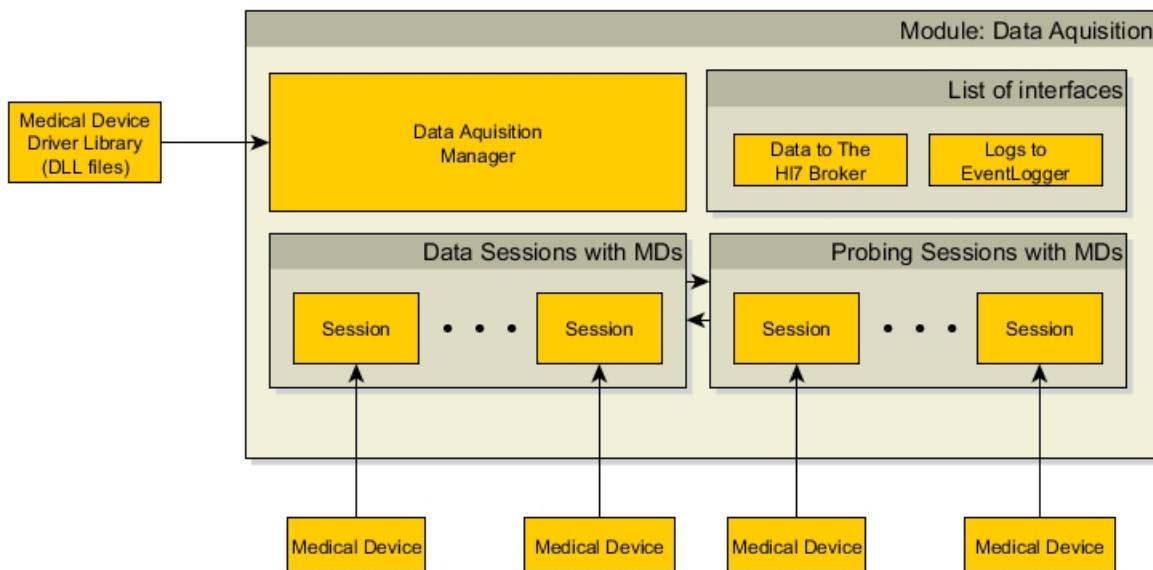 Module: Data Aquisition
Medical Device
Driver Library
(DLL files)
Data Aquisition
Manager
List of interfaces
Data to The
Hl7 Broker
Logs to
EventLogger
Data Sessions with MDs
Session
Session
Probing Sessions with MDs
Session
Session
Medical Device
Medical Device
Medical Device
Medical Device